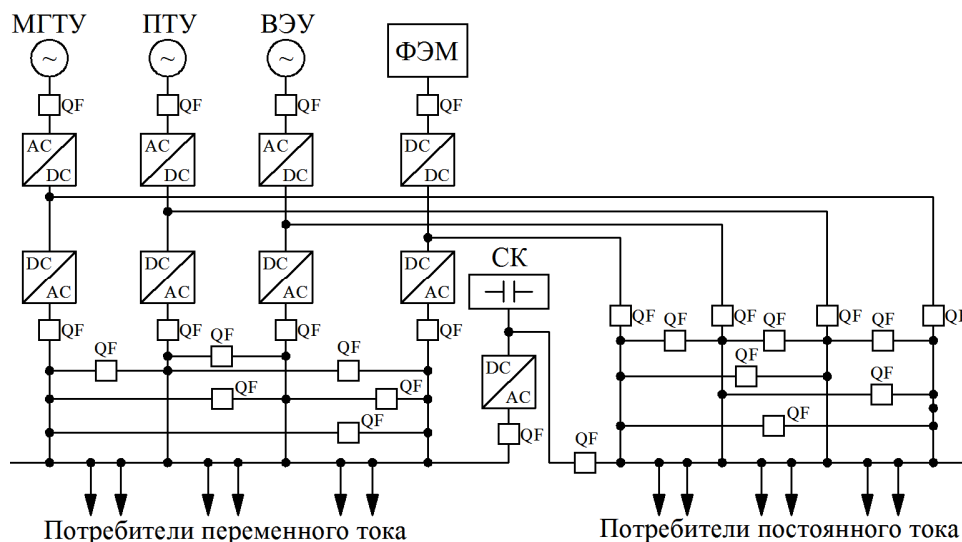 МГТУ ПТУ ВЭУ
ФЭМ
~ ~ ~
QF QF QF QF
AC AC AC DC
DC DC DC DC
СК
DC DC DC DC
AC AC AC AC
QF QF QF QF
QF QF QF
QF QF QF QF
QF
QF QF
QF
DC
QF
QF QF
AC
QF
QF
QF
QF
Потребители переменного тока
Потребители постоянного тока